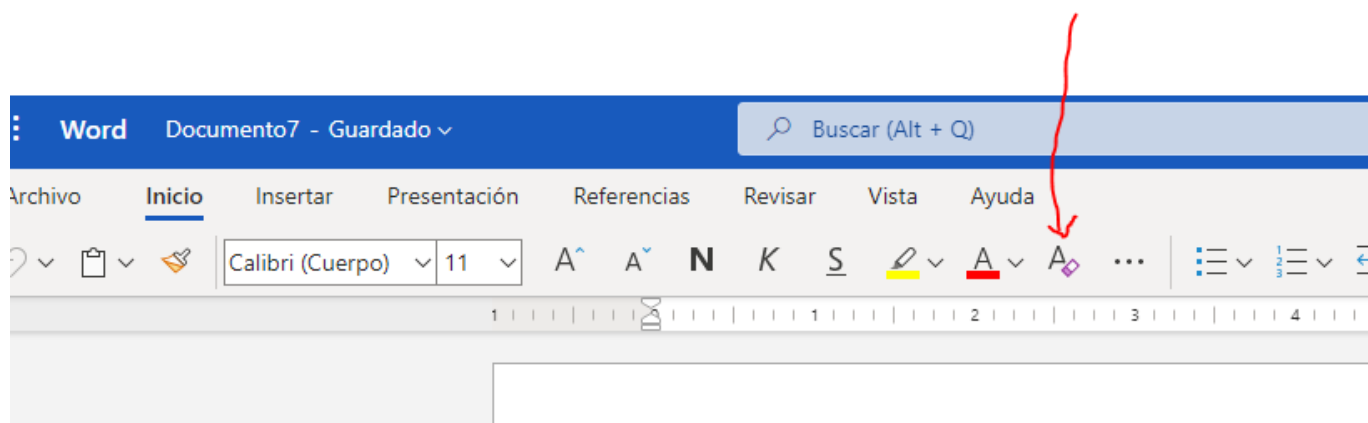 Word Documento7 - Guardado Buscar (Alt + Q)
Archivo Inicio Insertar Presentación Referencias Revisar Vista Ayuda
Calibri (Cuerpo) 11 A A N K S A A ...
1 1 2 3 4